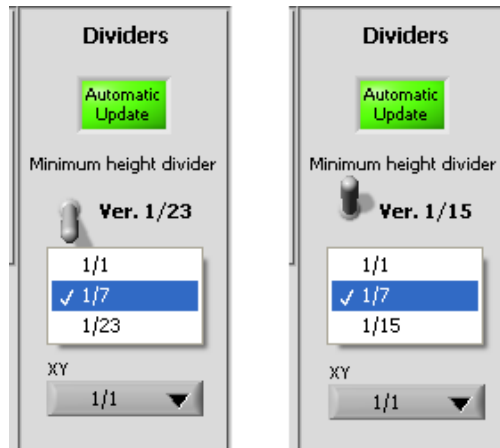 Dividers
Automatic
Update
Minimum height divider
Ver. 1/23
1/1
✓ 1/7
1/23
XY
1/1
Dividers
Automatic
Update
Minimum height divider
Ver. 1/15
1/1
✓ 1/7
1/15
XY
1/1